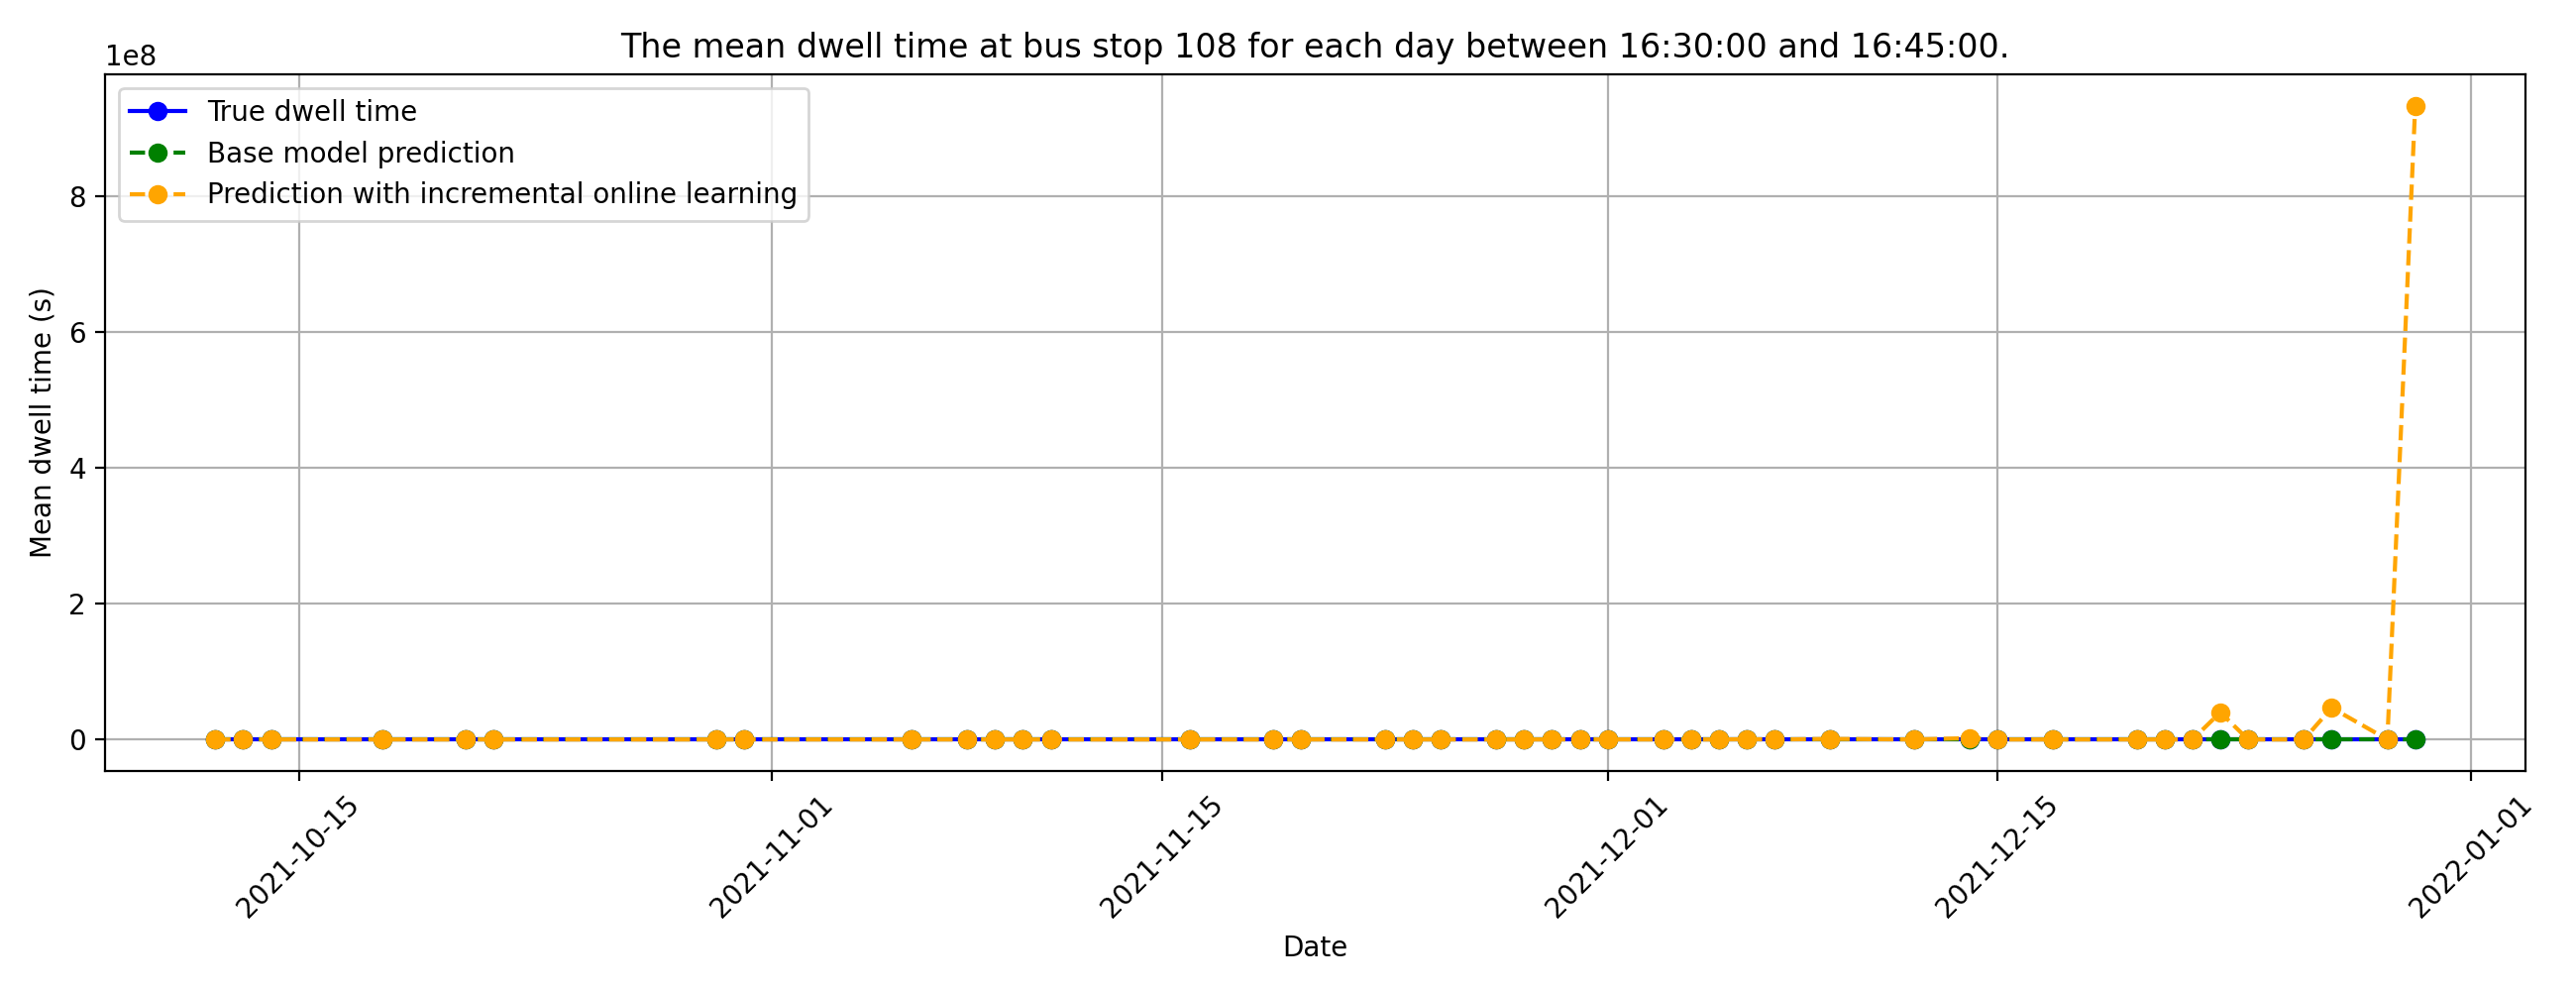 The mean dwell time at bus stop 108 for each day between 16:30:00 and 16:45:00.
1e8
True dwell time
Base model prediction
Prediction with incremental online learning
Mean dwell time (s)
8
6
4
2
0
2021-10-15
2021-11-01
2021-11-15
2021-12-01
2021-12-15
2022-01-01
Date